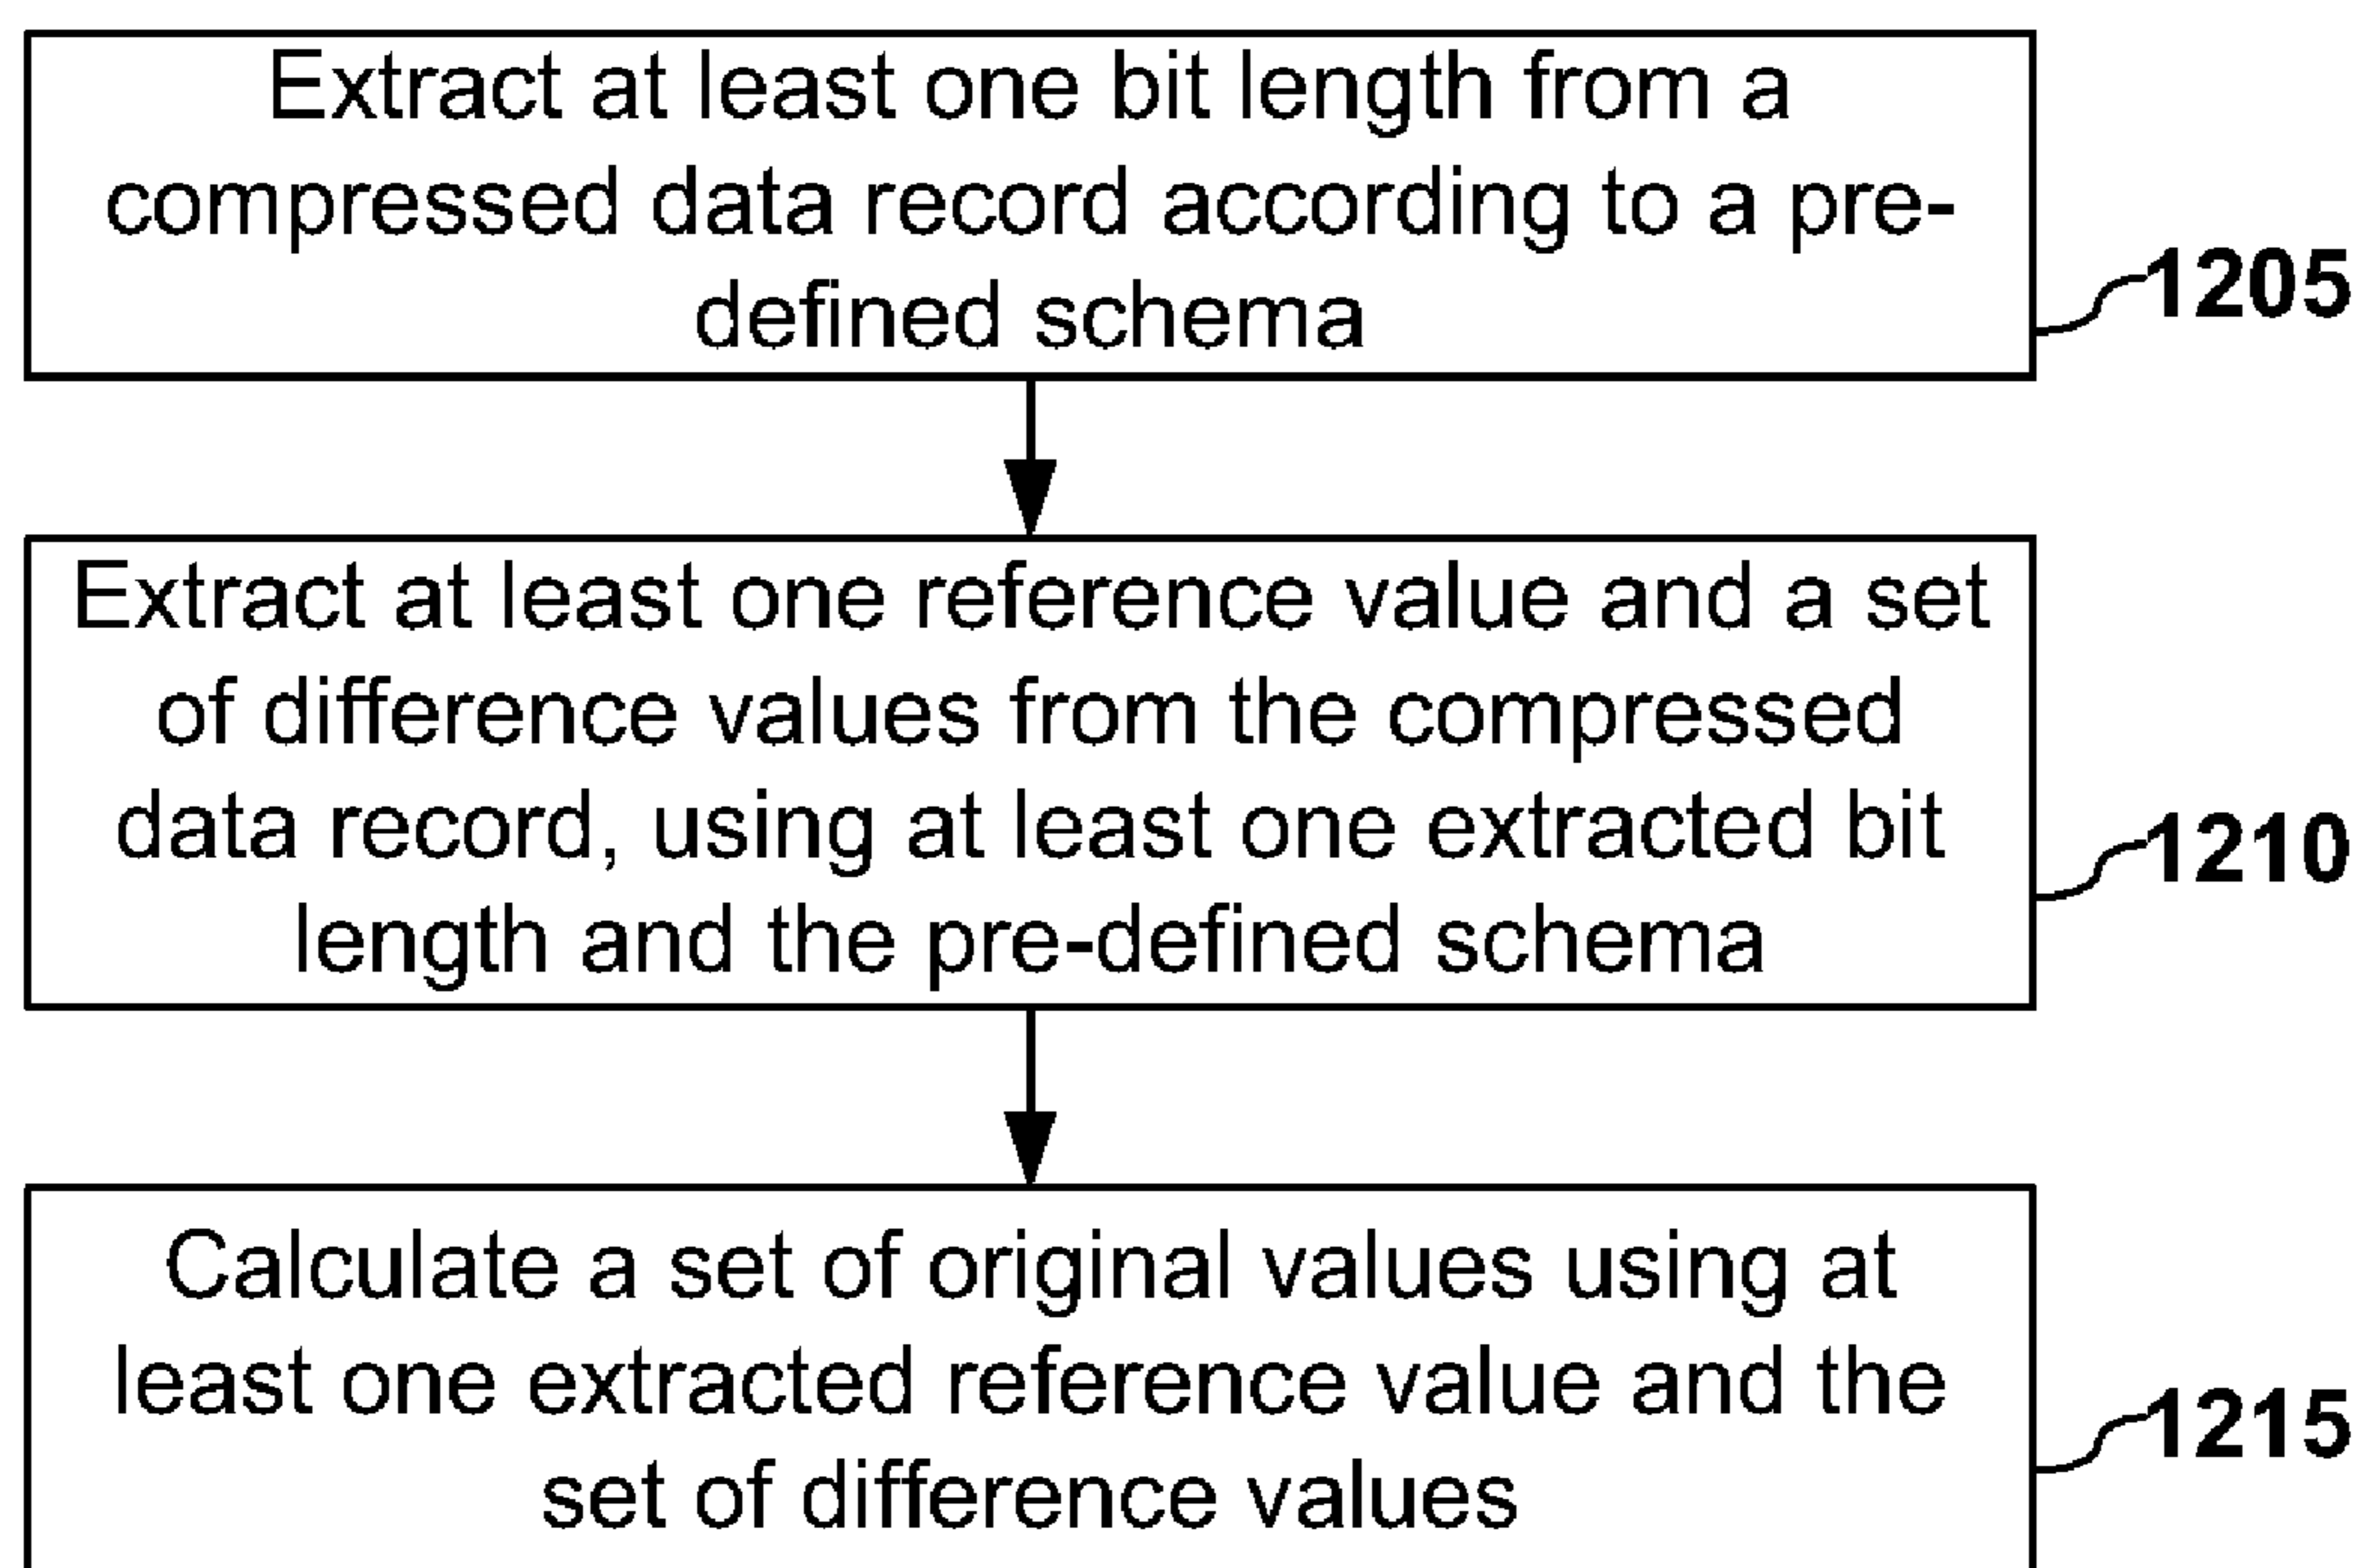 Extract at least one bit length from a
compressed data record according to a pre-
defined schema
1205
Extract at least one reference value and a set
of difference values from the compressed
data record, using at least one extracted bit
length and the pre-defined schema
1210
Calculate a set of original values using at
least one extracted reference value and the
set of difference values
1215